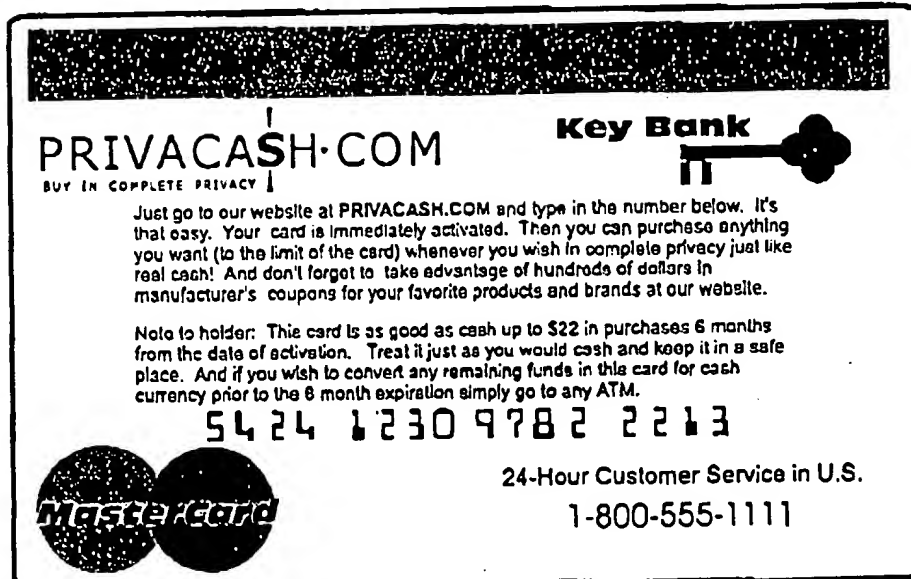 PRIVACASH.COM
Key Bank
BUY IN COMPLETE PRIVACY
Just go to our website at PRIVACASH.COM and type in the number below. It's
that easy. Your card is immediately activated. Then you can purchase anything
you want (to the limit of the card) whenever you wish in complete privacy just like
real cash! And don't forget to take advantage of hundreds of dollars in
manufacturer's coupons for your favorite products and brands at our website.
Note to holder: This card is as good as cash up to $22 in purchases 6 months
from the date of activation. Treat it just as you would cash and keep it in a safe
place. And if you wish to convert any remaining funds in this card for cash
currency prior to the 6 month expiration simply go to any ATM.
5424 1230 9782 2213
MasterCard
24-Hour Customer Service in U.S.
1-800-555-1111